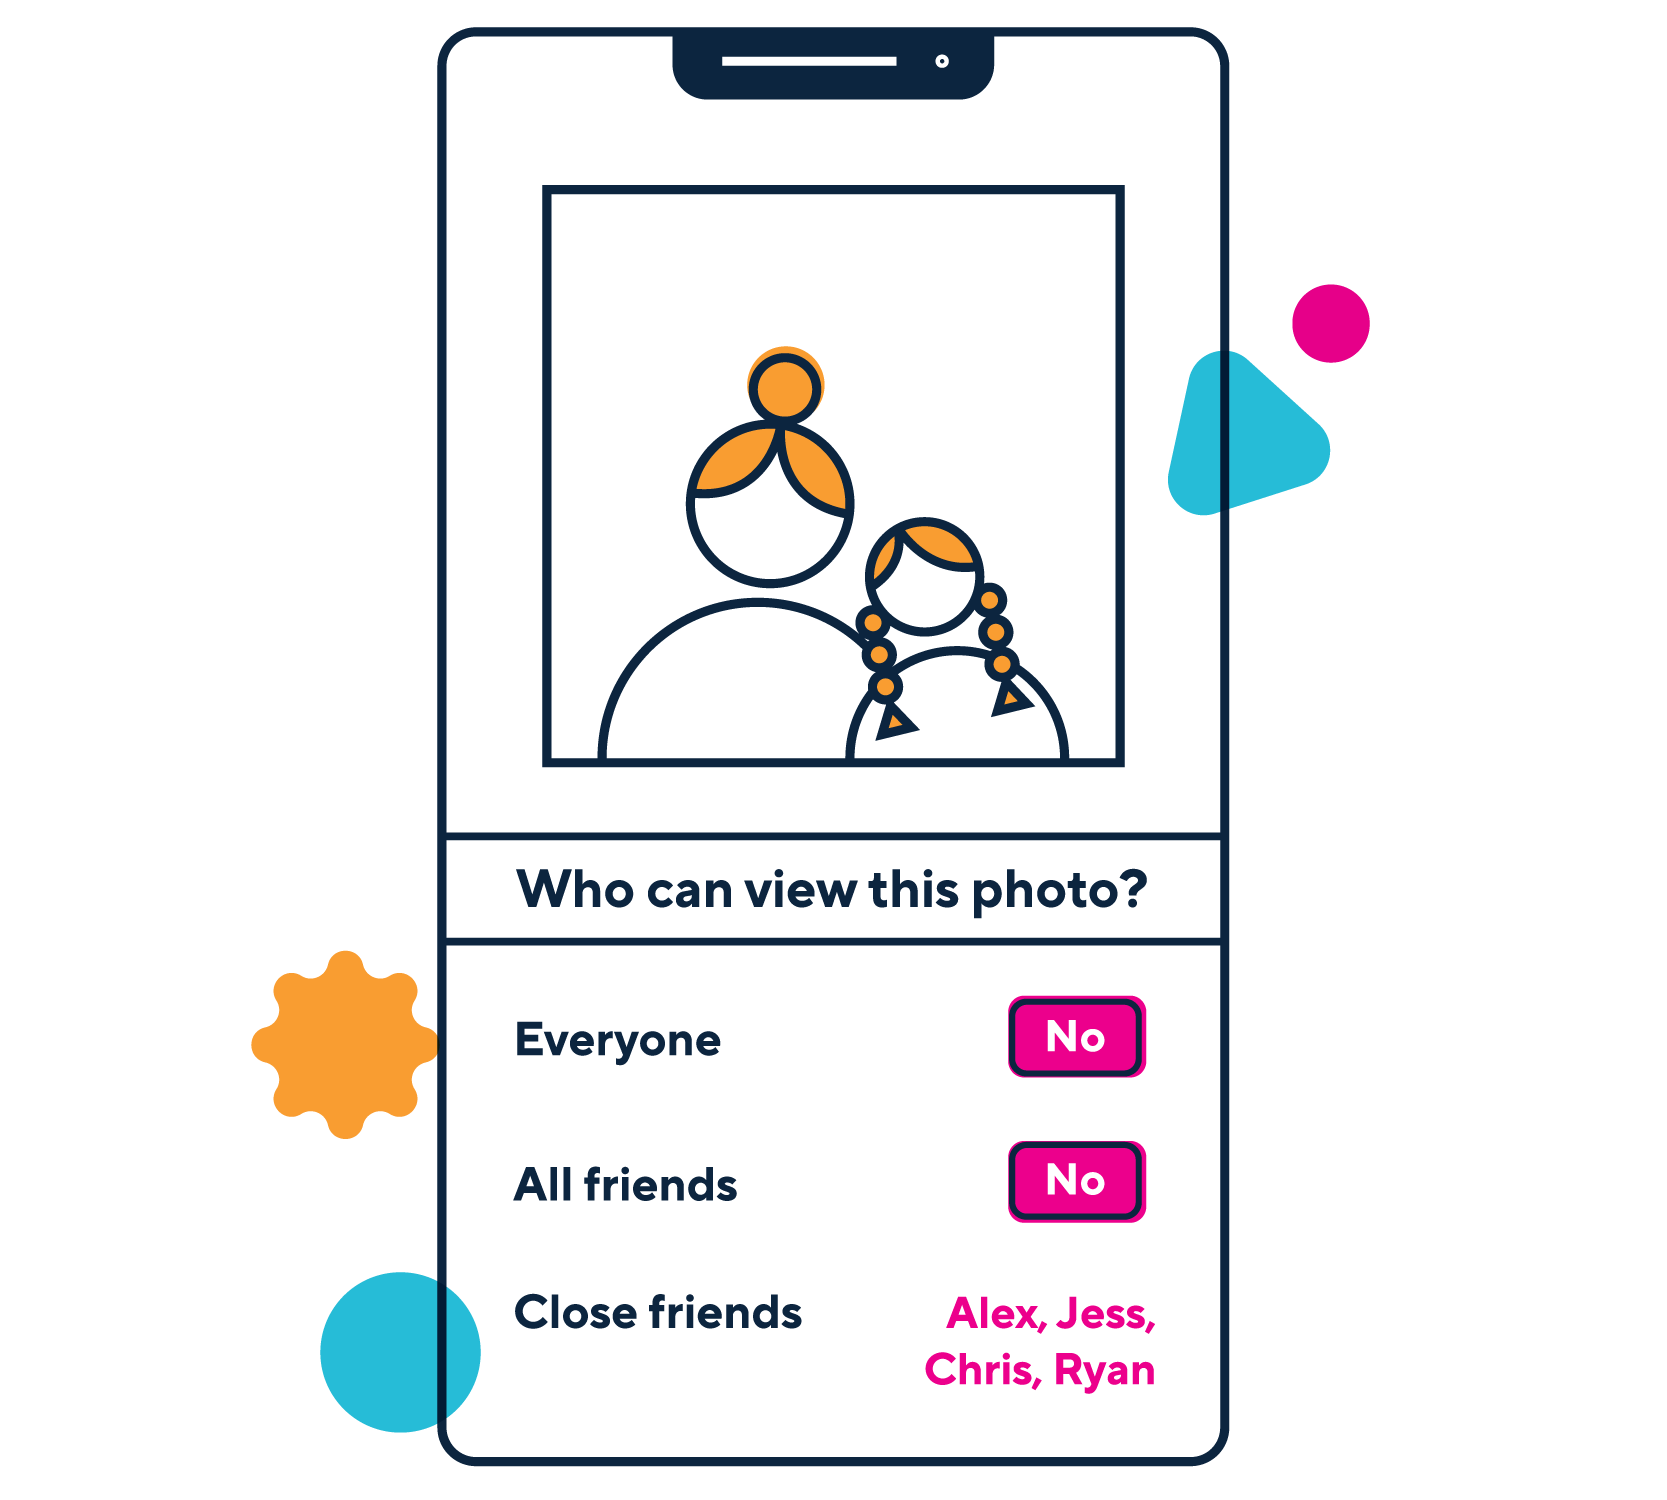 Who can view this photo?
Everyone No
All friends No
Close friends Alex, Jess,
Chris, Ryan